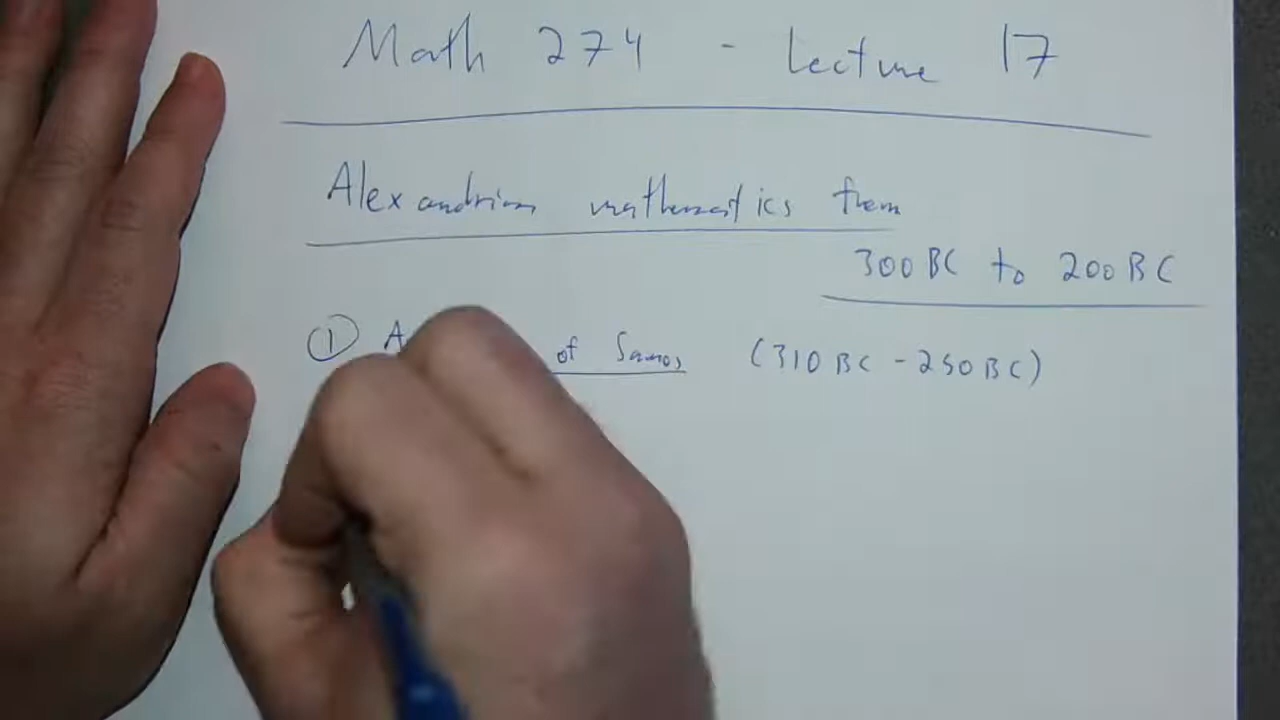 Math 274 - Lecture 17
Alexandrian mathematics from
300 BC to 200 BC
① A of Samos (310 BC - 250 BC)